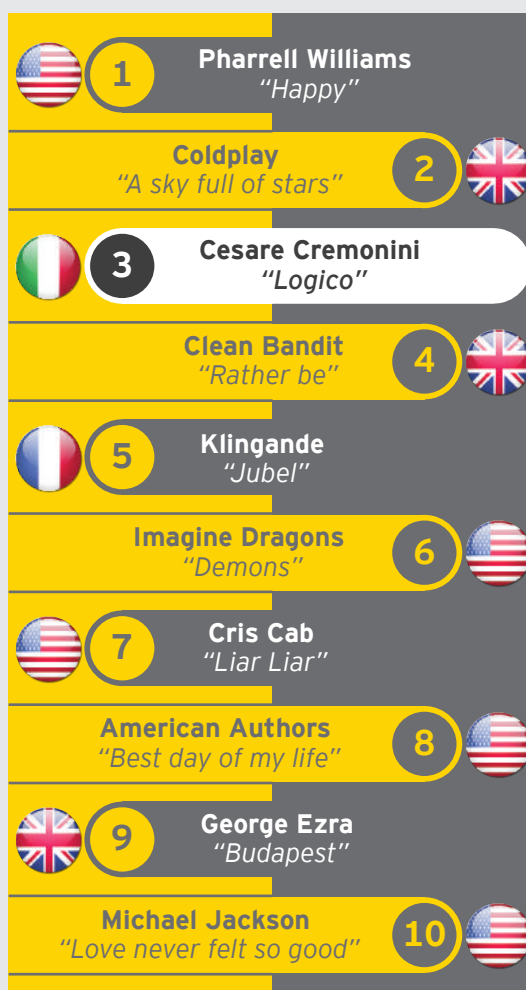 1
Pharrell Williams
“Happy”
Coldplay
“A sky full of stars”
2
3
Cesare Cremonini
“Logico”
Clean Bandit
“Rather be”
4
5
Klingande
“Jubel”
Imagine Dragons
“Demons”
6
7
Cris Cab
“Liar Liar”
American Authors
“Best day of my life”
8
9
George Ezra
“Budapest”
Michael Jackson
“Love never felt so good”
10